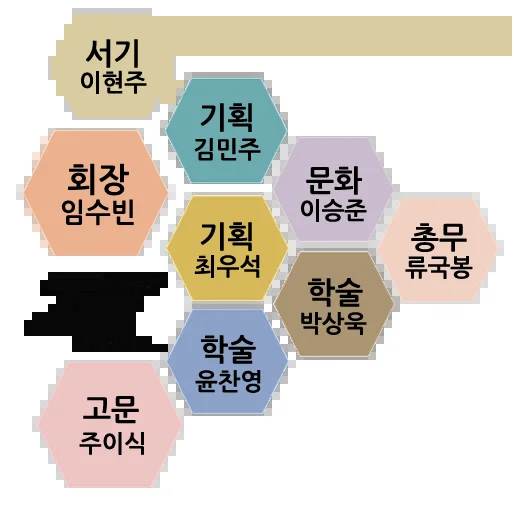 서기
이현주
기획
김민주
회장
임수빈
문화
이승준
기획
최우석
총무
류국봉
학술
박상욱
학술
윤찬영
고문
주이식